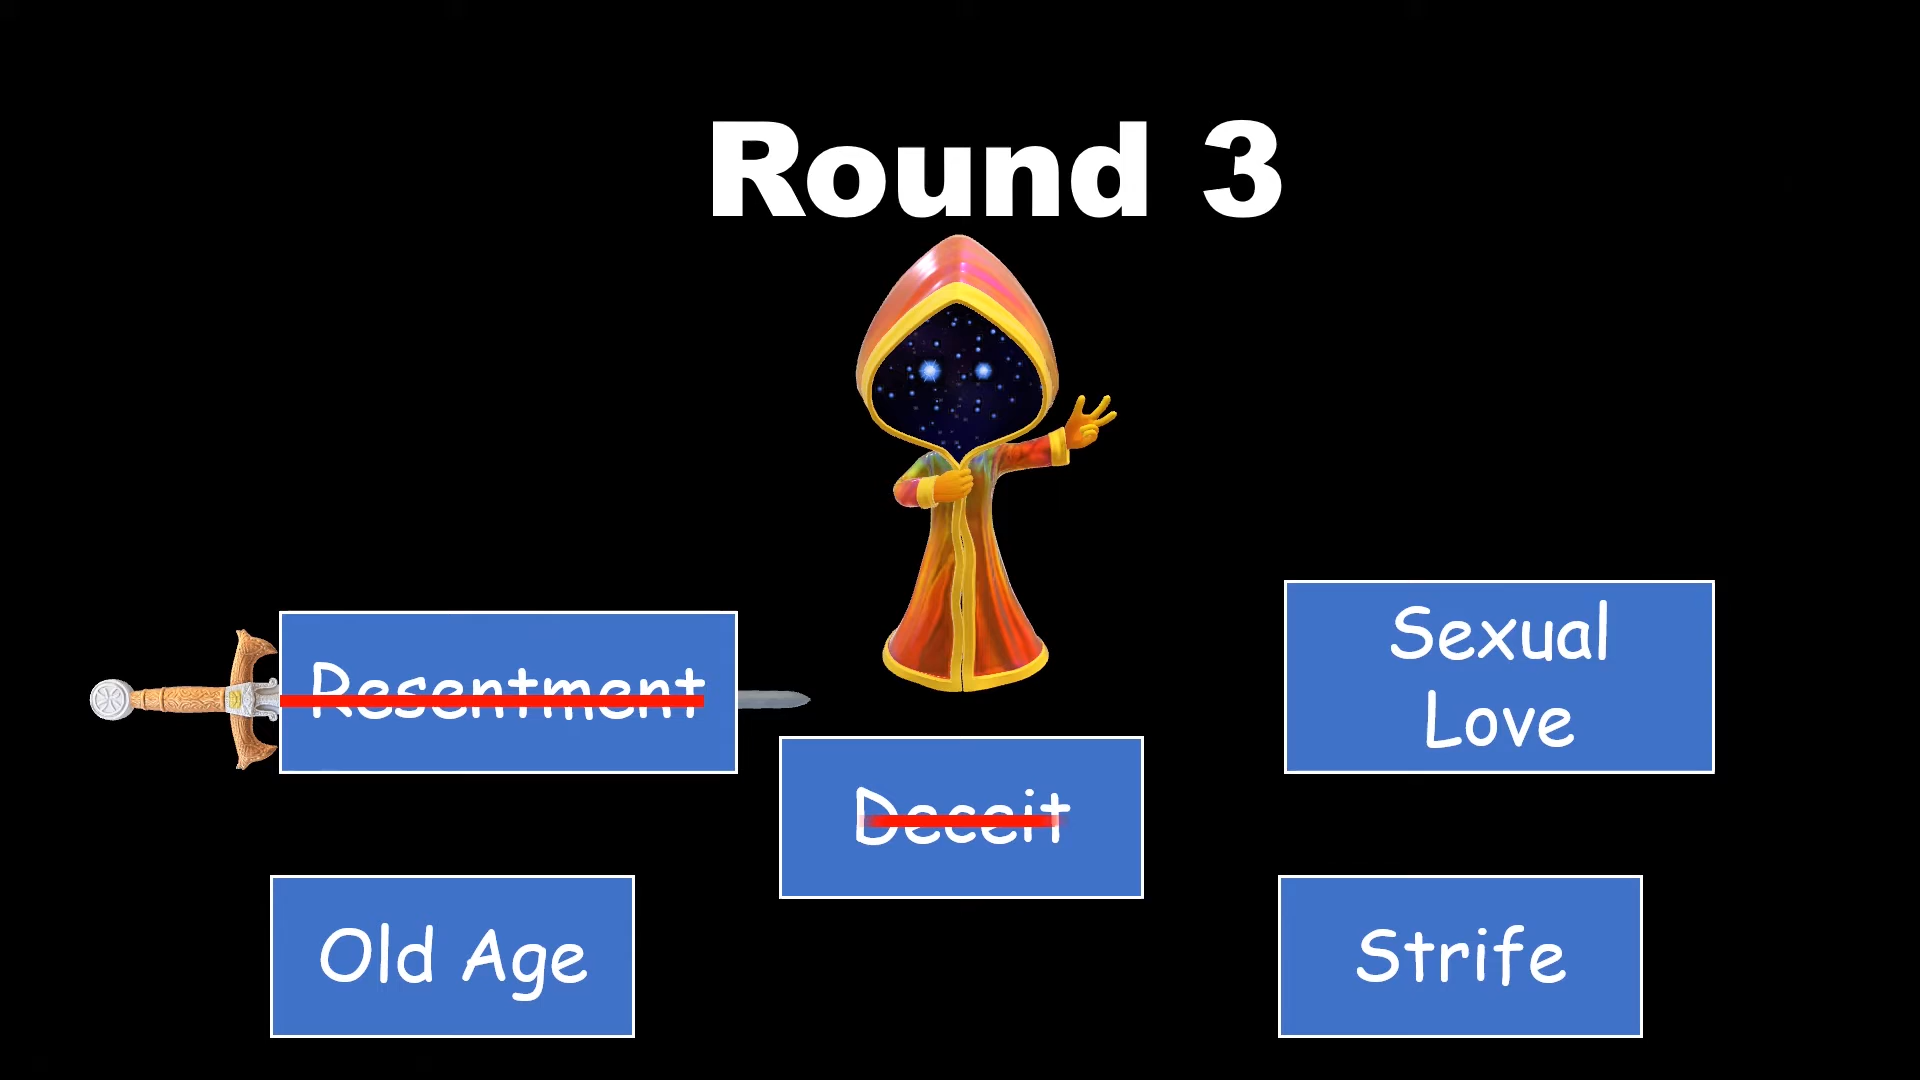 Round 3
Resentment
Sexual
Love
Deceit
Old Age
Strife